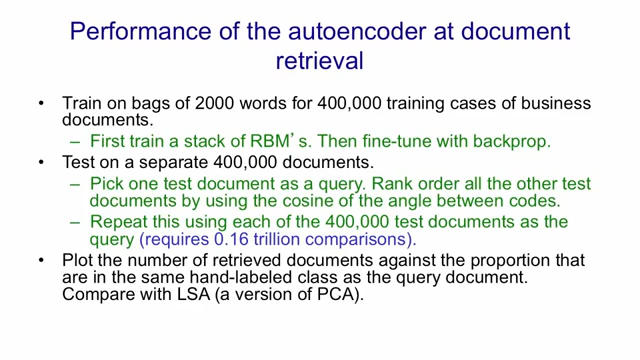 Performance of the autoencoder at document
retrieval
• Train on bags of 2000 words for 400,000 training cases of business
documents.
– First train a stack of RBM's. Then fine-tune with backprop.
• Test on a separate 400,000 documents.
– Pick one test document as a query. Rank order all the other test
documents by using the cosine of the angle between codes.
– Repeat this using each of the 400,000 test documents as the
query (requires 0.16 trillion comparisons).
• Plot the number of retrieved documents against the proportion that
are in the same hand-labeled class as the query document.
Compare with LSA (a version of PCA).